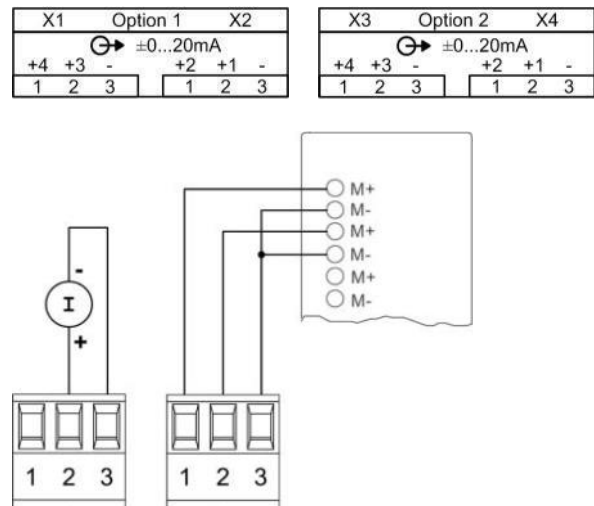 X1 Option 1 X2
±0...20mA
+4 +3 - +2 +1 -
1 2 3 1 2 3
X3 Option 2 X4
±0...20mA
+4 +3 - +2 +1 -
1 2 3 1 2 3
M+
M-
M+
M-
M+
M-
-
I
+
1 2 3
1 2 3